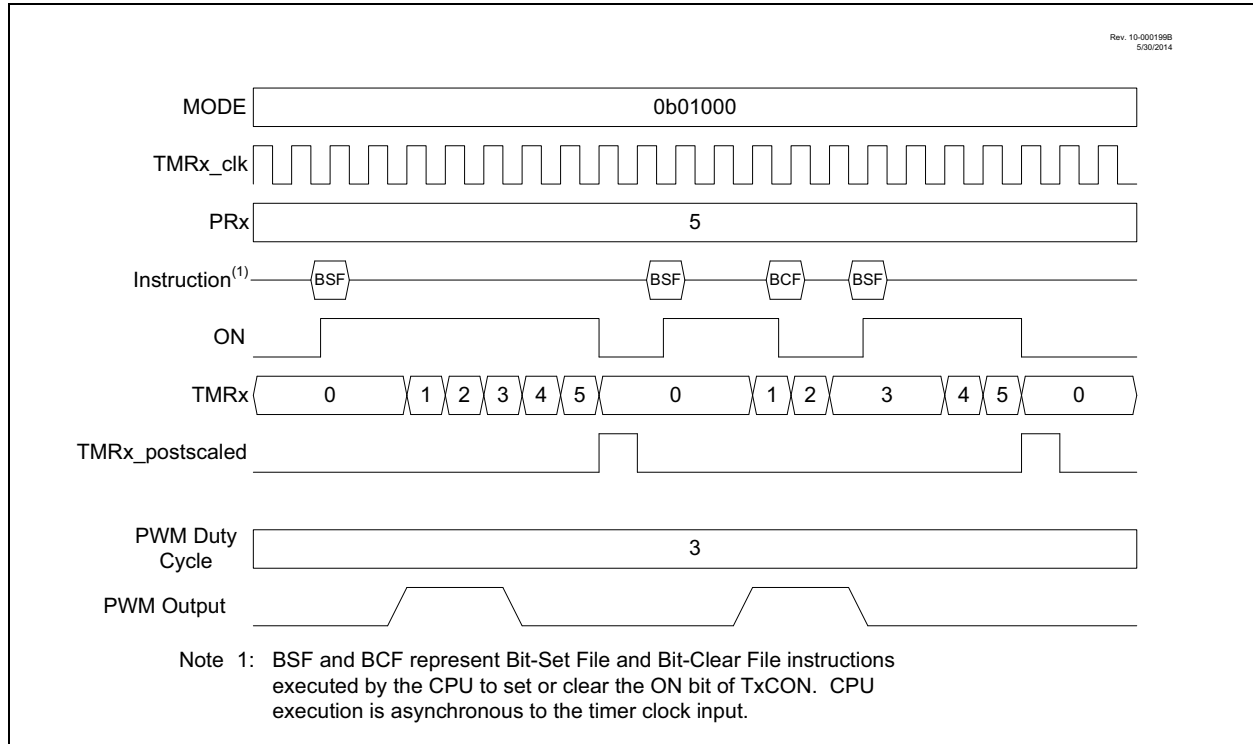 Rev. 10-000199B
5/30/2014
MODE 0b01000
TMRx_clk
PRx 5
Instruction(1) BSF BSF BCF BSF
ON
TMRx 0 1 2 3 4 5 0 1 2 3 4 5 0
TMRx_postscaled
PWM Duty
Cycle 3
PWM Output
Note 1: BSF and BCF represent Bit-Set File and Bit-Clear File instructions
executed by the CPU to set or clear the ON bit of TxCON. CPU
execution is asynchronous to the timer clock input.